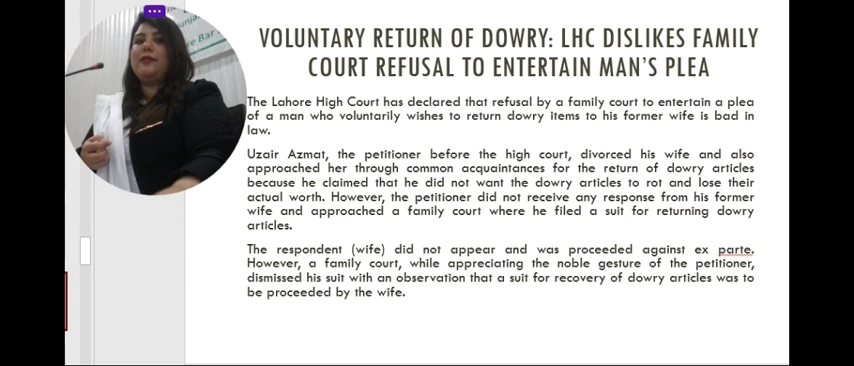 VOLUNTARY RETURN OF DOWRY: LHC DISLIKES FAMILY
COURT REFUSAL TO ENTERTAIN MAN'S PLEA
The Lahore High Court has declared that refusal by a family court to entertain a plea
of a man who voluntarily wishes to return dowry items to his former wife is bad in
law.
Uzair Azmat, the petitioner before the high court, divorced his wife and also
approached her through common acquaintances for the return of dowry articles
because he claimed that he did not want the dowry articles to rot and lose their
actual worth. However, the petitioner did not receive any response from his former
wife and approached a family court where he filed a suit for returning dowry
articles.
The respondent (wife) did not appear and was proceeded against ex parte.
However, a family court, while appreciating the noble gesture of the petitioner,
dismissed his suit with an observation that a suit for recovery of dowry articles was to
be proceeded by the wife.